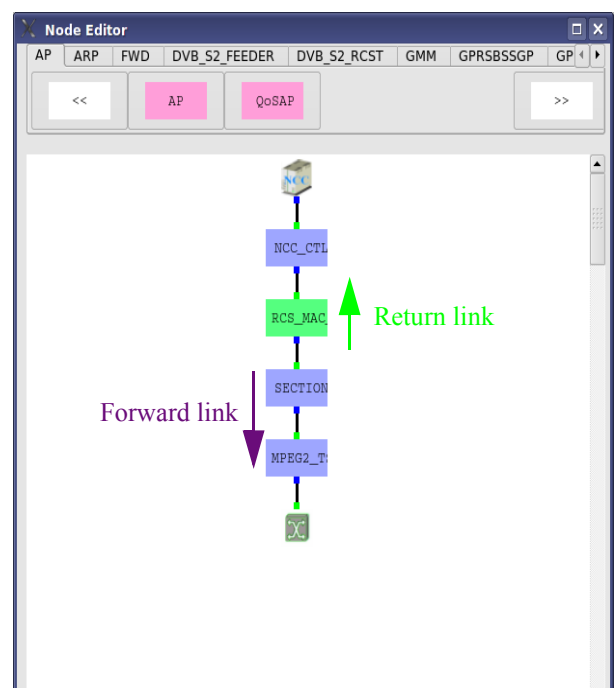 Node Editor
AP ARP FWD DVB_S2_FEEDER DVB_S2_RCST GMM GPRSBSSGP GP
<< AP QoSAP >>
NCC
NCC_CTL
RCS_MAC_
Return link
SECTION
Forward link
MPEG2_TS